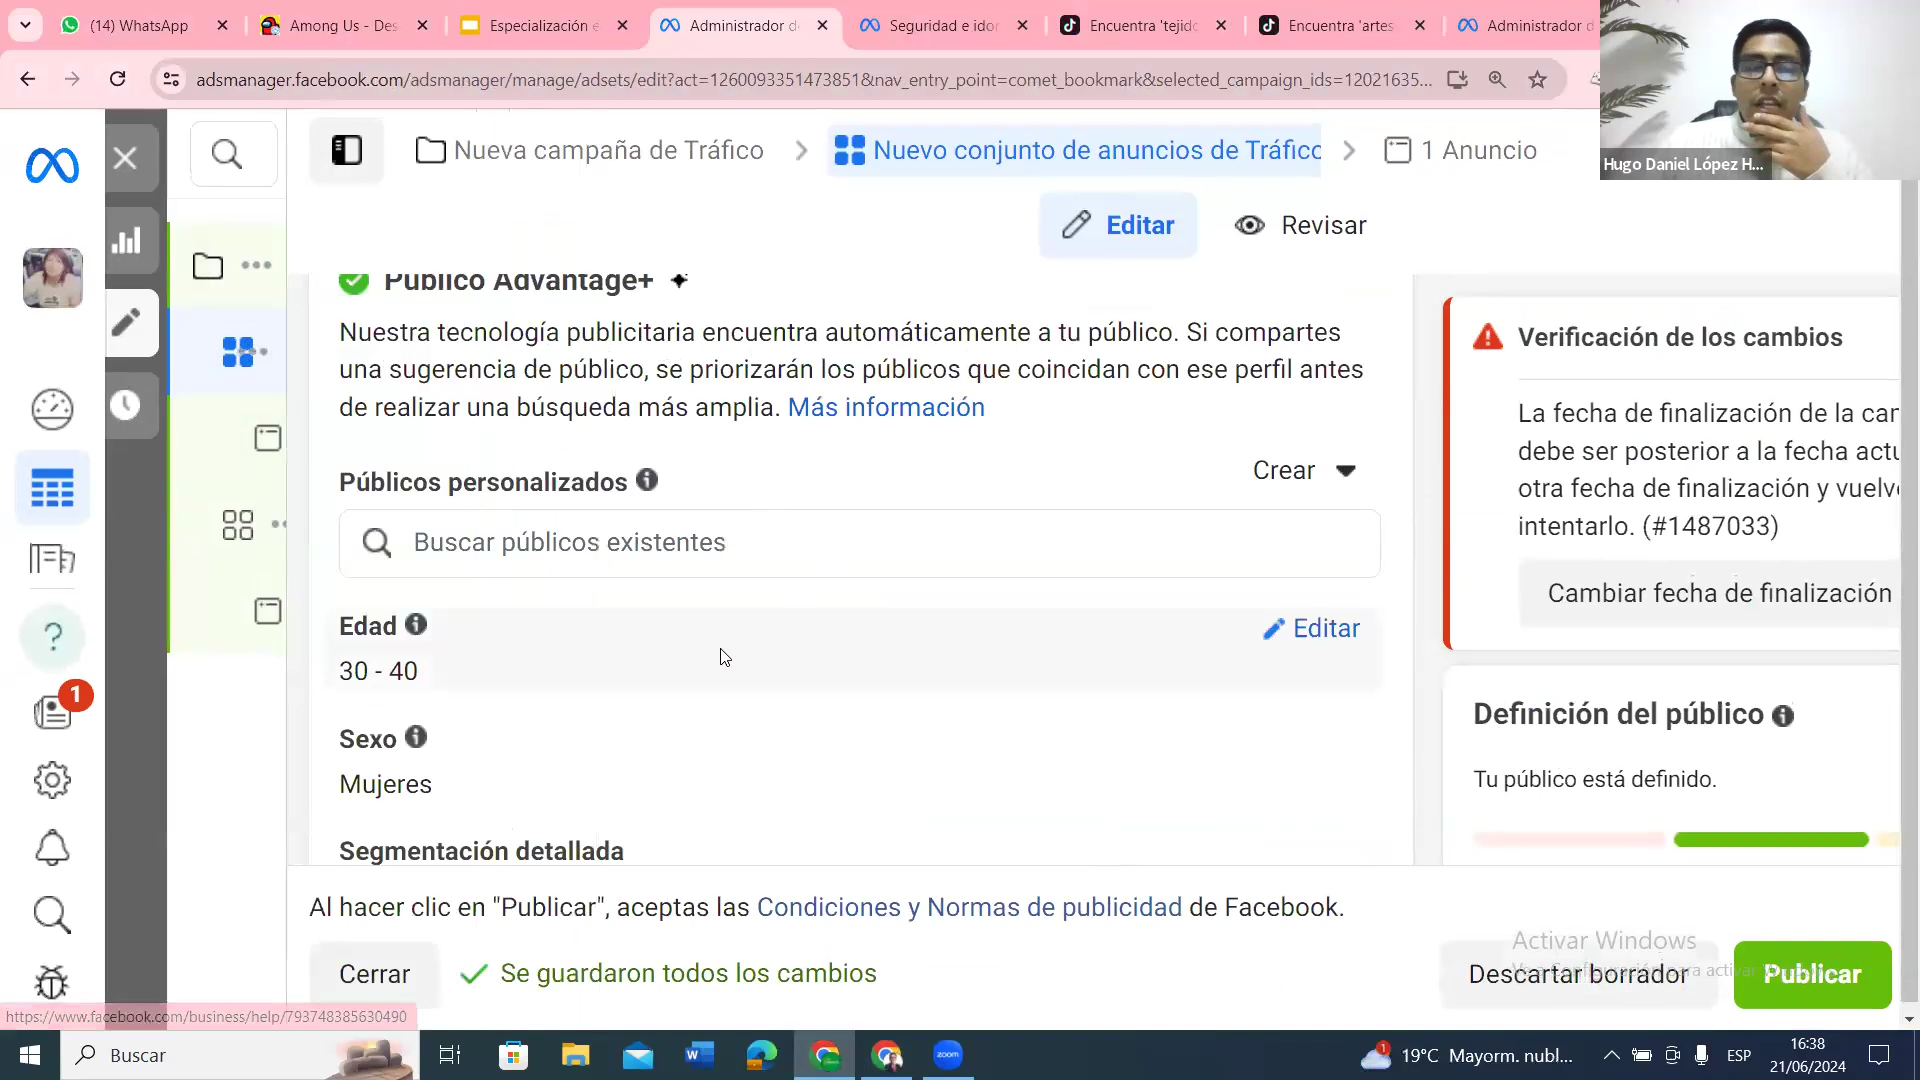 (14) WhatsApp
Among Us - Des
Especialización e
Administrador d
Seguridad e idor
Encuentra 'tejid
Encuentra 'artes
Administrador d
adsmanager.facebook.com/adsmanager/manage/adsets/edit?act=1260093351473851&nav_entry_point=comet_bookmark&selected_campaign_ids=12021635...
Hugo Daniel López H...
Nueva campaña de Tráfico
Nuevo conjunto de anuncios de Tráfico
1 Anuncio
Editar
Revisar
Público Advantage+
Nuestra tecnología publicitaria encuentra automáticamente a tu público. Si compartes
una sugerencia de público, se priorizarán los públicos que coincidan con ese perfil antes
de realizar una búsqueda más amplia. Más información
Públicos personalizados
Crear
Buscar públicos existentes
Edad
Editar
30 - 40
Sexo
Mujeres
Segmentación detallada
Verificación de los cambios
La fecha de finalización de la car
debe ser posterior a la fecha actu
otra fecha de finalización y vuelv
intentarlo. (#1487033)
Cambiar fecha de finalización
Definición del público
Tu público está definido.
1
Al hacer clic en "Publicar", aceptas las Condiciones y Normas de publicidad de Facebook.
Cerrar
Se guardaron todos los cambios
Activar Windows
Descartar borrador
Publicar
https://www.facebook.com/business/help/793748385630490
Buscar
zoom
1
19°C Mayorm. nubl...
ESP
16:38
21/06/2024